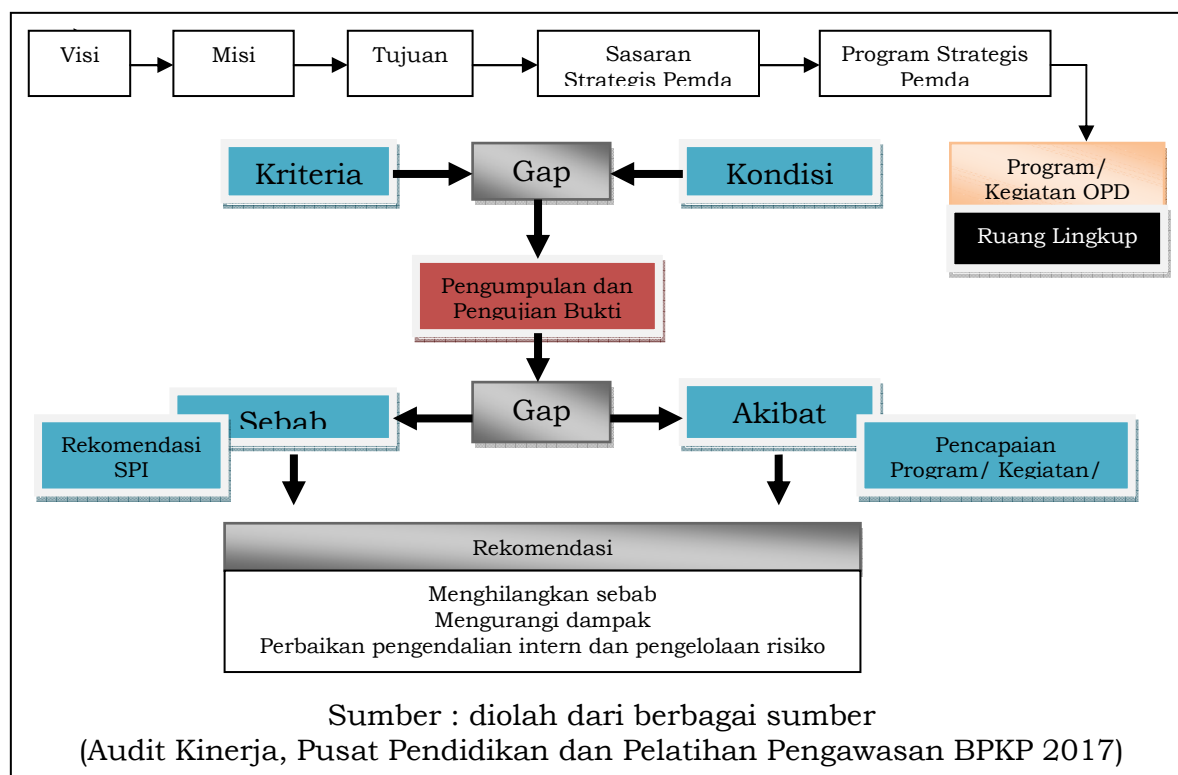 Visi
Misi
Tujuan
Sasaran
Strategis Pemda
Program Strategis
Pemda
Kriteria
Gap
Kondisi
Program/
Kegiatan OPD
Ruang Lingkup
Pengumpulan dan
Pengujian Bukti
Sebab
Gap
Akibat
Rekomendasi
SPI
Pencapaian
Program/ Kegiatan/
Rekomendasi
Menghilangkan sebab
Mengurangi dampak
Perbaikan pengendalian intern dan pengelolaan risiko
Sumber : diolah dari berbagai sumber
(Audit Kinerja, Pusat Pendidikan dan Pelatihan Pengawasan BPKP 2017)